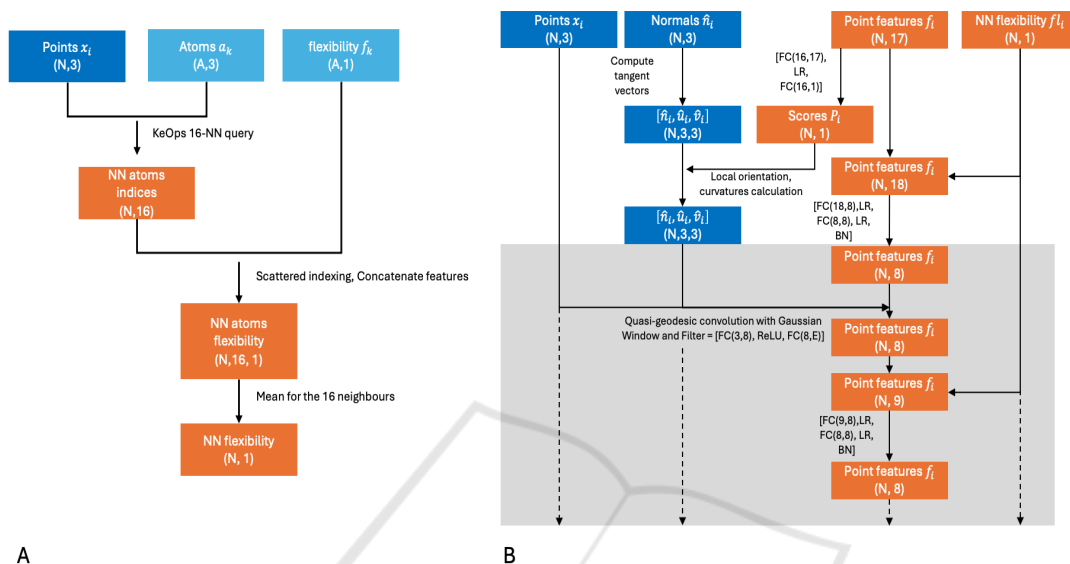 Points xᵢ
(N,3)
Atoms aₖ
(A,3)
flexibility fₖ
(A,1)
KeOps 16-NN query
NN atoms
indices
(N,16)
Scattered indexing, Concatenate features
NN atoms
flexibility
(N,16, 1)
Mean for the 16 neighbours
NN flexibility
(N, 1)
A
Points xᵢ
(N,3)
Normals n̂ᵢ
(N,3)
Point features fᵢ
(N, 17)
NN flexibility flᵢ
(N, 1)
Compute
tangent
vectors
[FC(16,17),
LR,
FC(16,1)]
[n̂ᵢ, ûᵢ, v̂ᵢ]
(N,3,3)
Scores Pᵢ
(N, 1)
Local orientation,
curvatures calculation
Point features fᵢ
(N, 18)
[FC(18,8),LR,
FC(8,8), LR,
BN]
[n̂ᵢ, ûᵢ, v̂ᵢ]
(N,3,3)
Point features fᵢ
(N, 8)
Quasi-geodesic convolution with Gaussian
Window and Filter = [FC(3,8), ReLU, FC(8,E)]
Point features fᵢ
(N, 8)
Point features fᵢ
(N, 9)
[FC(9,8),LR,
FC(8,8), LR,
BN]
Point features fᵢ
(N, 8)
B